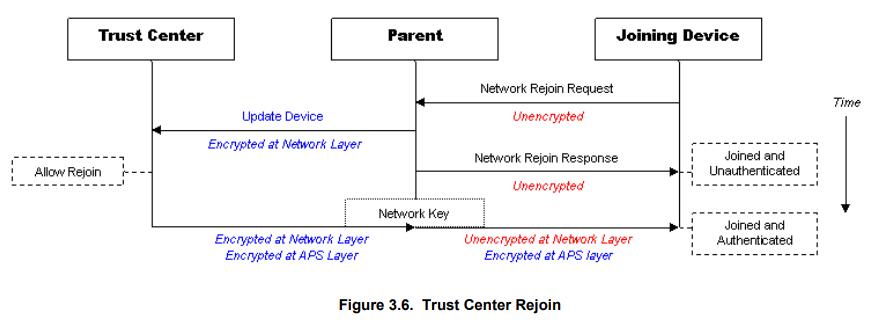 Trust Center
Parent
Joining Device
Network Rejoin Request
Unencrypted
Time
Update Device
Encrypted at Network Layer
Allow Rejoin
Network Rejoin Response
Unencrypted
Joined and
Unauthenticated
Network Key
Encrypted at Network Layer
Encrypted at APS Layer
Unencrypted at Network Layer
Encrypted at APS layer
Joined and
Authenticated
Figure 3.6. Trust Center Rejoin